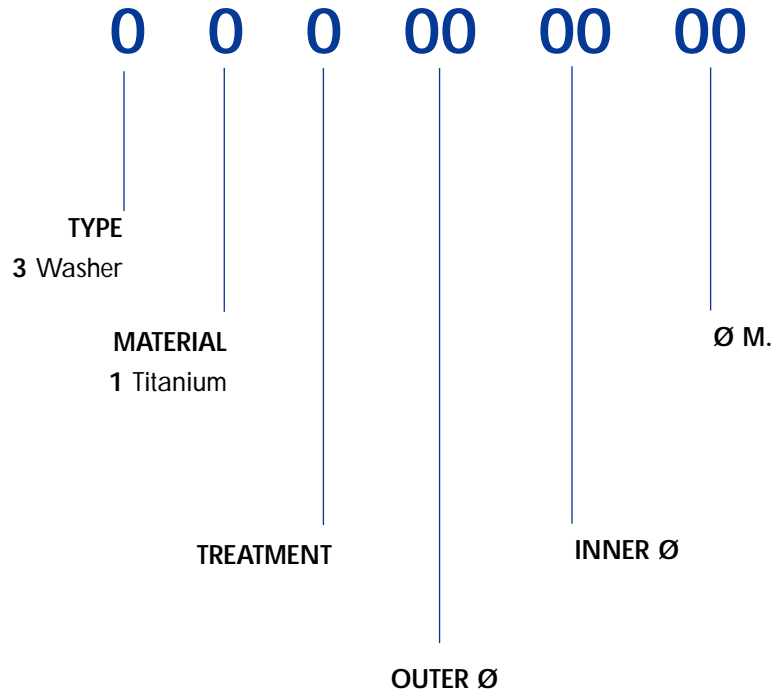 0 0 0 00 00 00
TYPE
3 Washer
MATERIAL
1 Titanium
Ø M.
TREATMENT
INNER Ø
OUTER Ø